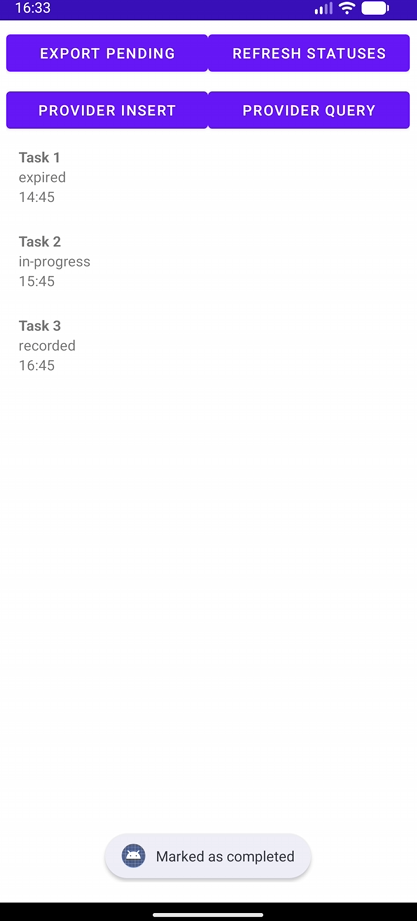 16:33
EXPORT PENDING
REFRESH STATUSES
PROVIDER INSERT
PROVIDER QUERY
Task 1
expired
14:45
Task 2
in-progress
15:45
Task 3
recorded
16:45
Marked as completed